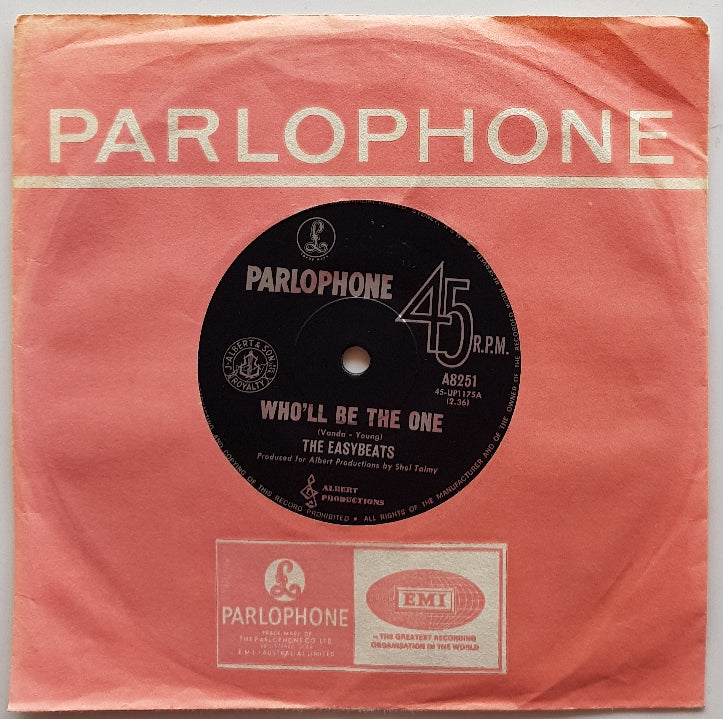 PARLOPHONE
£
TRADE MARK
PARLOPHONE
45
R.P.M.
J. ALBERT & SON
ROYALTY
A8251
45-UP1175A
(2.36)
WHO'LL BE THE ONE
(Vanda - Young)
THE EASYBEATS
Produced for Albert Productions by Shel Talmy
ALBERT
PRODUCTIONS
AND COPYING OF THIS RECORD PROHIBITED • ALL RIGHTS OF THE MANUFACTURER AND OF THE OWNER OF THE RECORDED WORK RESERVED
£
PARLOPHONE
TRADE MARK OF
THE PARLOPHONE CO. LTD.
E.M.I. (AUSTRALIA) LIMITED
EMI
THE GREATEST RECORDING
ORGANISATION IN THE WORLD